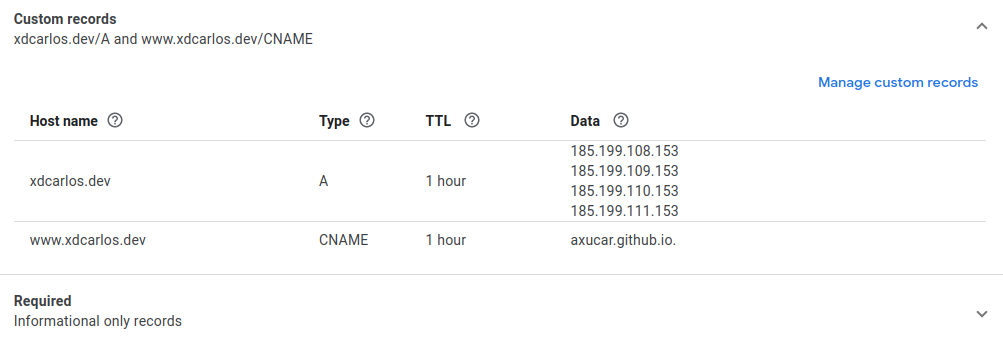 Custom records
xdcarlos.dev/A and www.xdcarlos.dev/CNAME
Manage custom records
Host name Type TTL Data
xdcarlos.dev A 1 hour 185.199.108.153
185.199.109.153
185.199.110.153
185.199.111.153
www.xdcarlos.dev CNAME 1 hour axucar.github.io.
Required
Informational only records